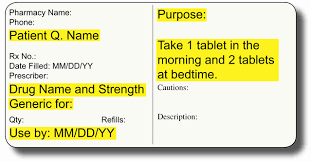 Pharmacy Name:
Phone:
Patient Q. Name
Rx No.:
Date Filled: MM/DD/YY
Prescriber:
Drug Name and Strength
Generic for:
Qty: Refills:
Use by: MM/DD/YY
Purpose:
Take 1 tablet in the
morning and 2 tablets
at bedtime.
Cautions:
Description: